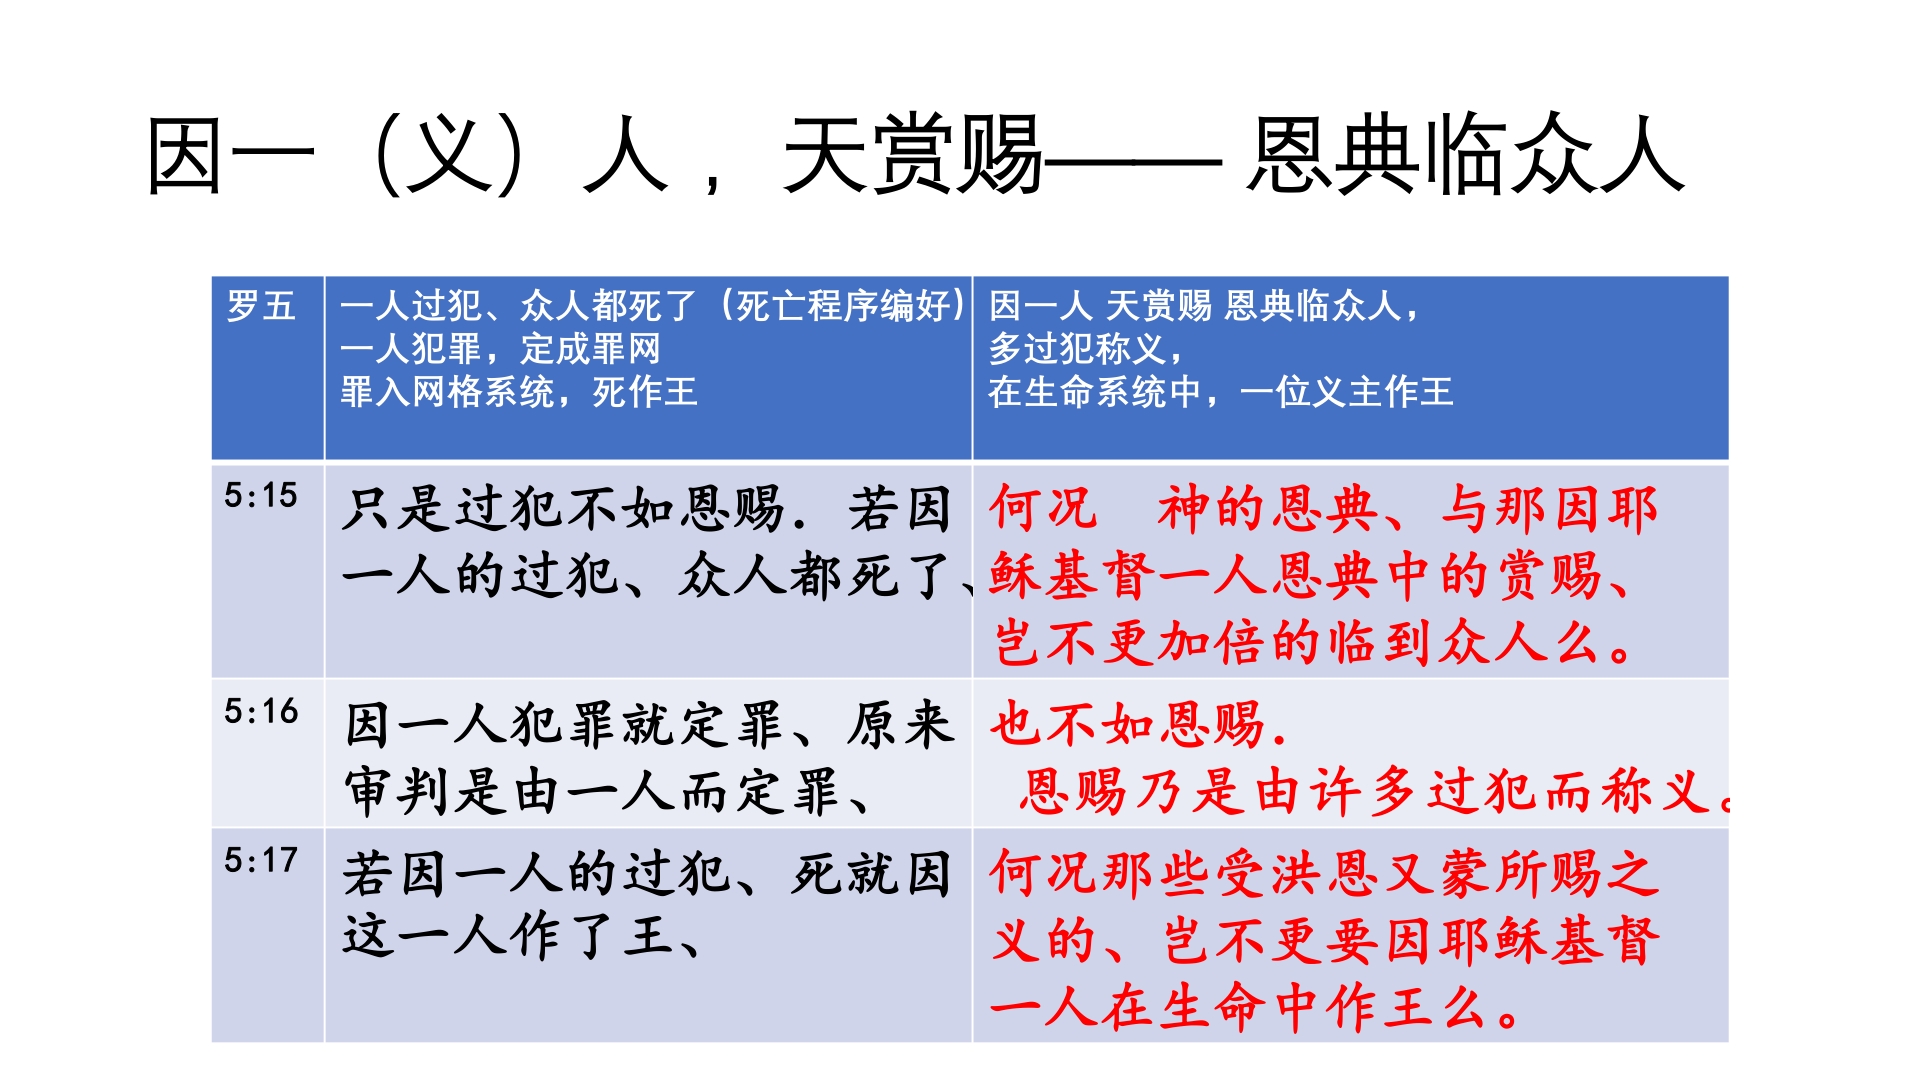 因一（义）人，天赏赐—— 恩典临众人
罗五
一人过犯、众人都死了（死亡程序编好）
一人犯罪，定成罪网
罪入网格系统，死作王
因一人 天赏赐 恩典临众人，
多过犯称义，
在生命系统中，一位义主作王
5:15
只是过犯不如恩赐．若因
一人的过犯、众人都死了、
何况　神的恩典、与那因耶
稣基督一人恩典中的赏赐、
岂不更加倍的临到众人么。
5:16
因一人犯罪就定罪、原来
审判是由一人而定罪、
也不如恩赐．
恩赐乃是由许多过犯而称义。
5:17
若因一人的过犯、死就因
这一人作了王、
何况那些受洪恩又蒙所赐之
义的、岂不更要因耶稣基督
一人在生命中作王么。